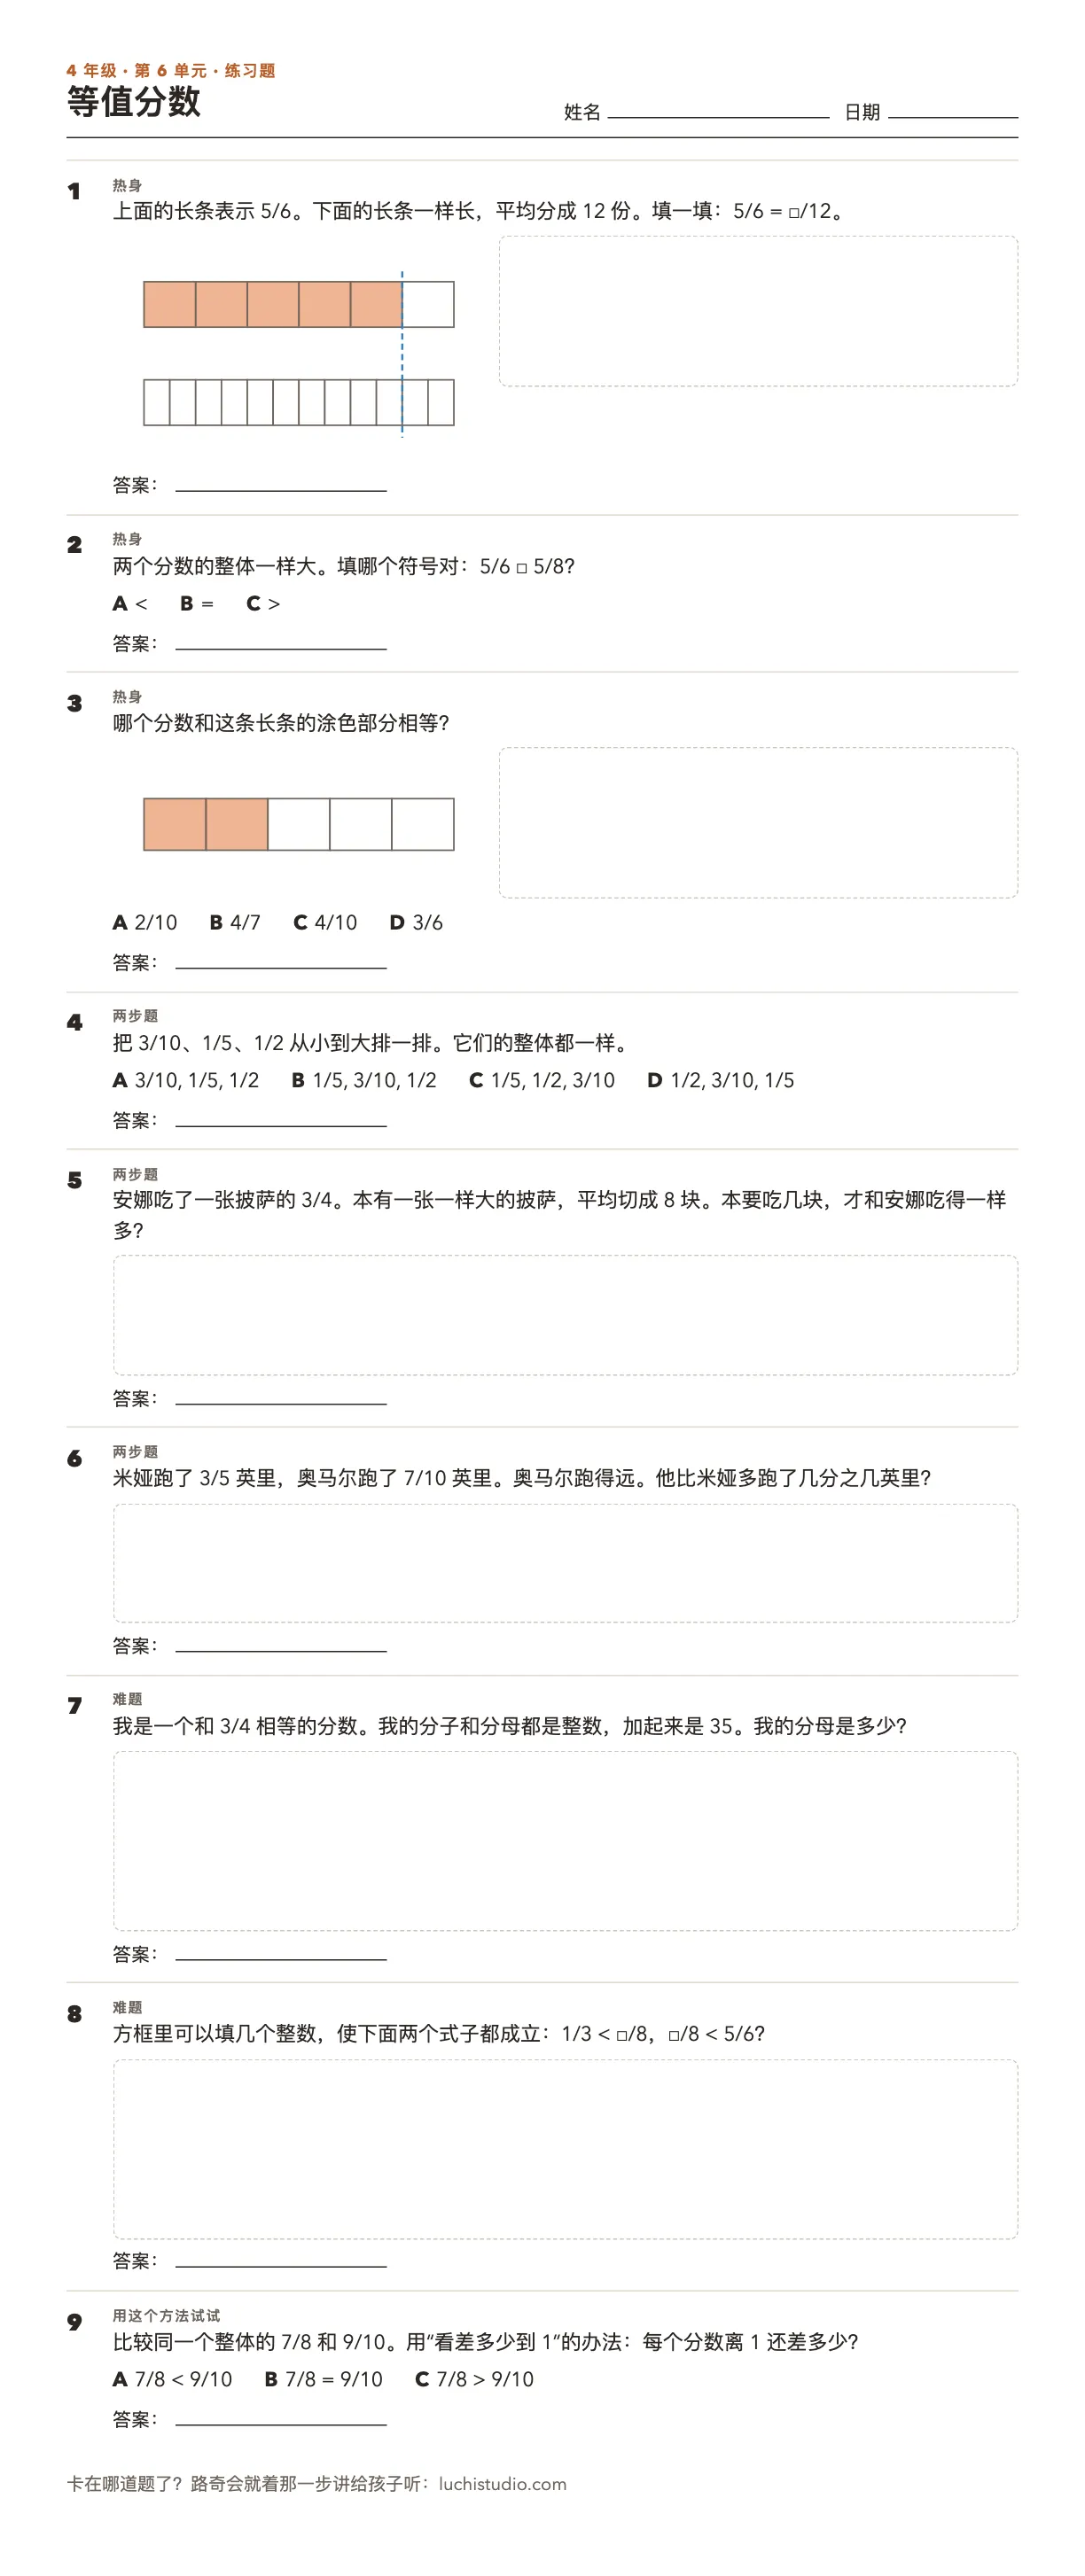 4 年级 · 第 6 单元 · 练习题
等值分数
姓名 日期
1
热身
上面的长条表示 5/6。下面的长条一样长，平均分成 12 份。填一填：5/6 = □/12。
答案：
2
热身
两个分数的整体一样大。填哪个符号对：5/6 □ 5/8?
A < B = C >
答案：
3
热身
哪个分数和这条长条的涂色部分相等?
A 2/10 B 4/7 C 4/10 D 3/6
答案：
4
两步题
把 3/10、1/5、1/2 从小到大排一排。它们的整体都一样。
A 3/10, 1/5, 1/2 B 1/5, 3/10, 1/2 C 1/5, 1/2, 3/10 D 1/2, 3/10, 1/5
答案：
5
两步题
安娜吃了一张披萨的 3/4。本有一张一样大的披萨，平均切成 8 块。本要吃几块，才和安娜吃得一样
多?
答案：
6
两步题
米娅跑了 3/5 英里，奥马尔跑了 7/10 英里。奥马尔跑得远。他比米娅多跑了几分之几英里?
答案：
7
难题
我是一个和 3/4 相等的分数。我的分子和分母都是整数，加起来是 35。我的分母是多少?
答案：
8
难题
方框里可以填几个整数，使下面两个式子都成立：1/3 < □/8，□/8 < 5/6?
答案：
9
用这个方法试试
比较同一个整体的 7/8 和 9/10。用“看差多少到 1”的办法：每个分数离 1 还差多少?
A 7/8 < 9/10 B 7/8 = 9/10 C 7/8 > 9/10
答案：
卡在哪道题了？路奇会就着那一步讲给孩子听：luchistudio.com